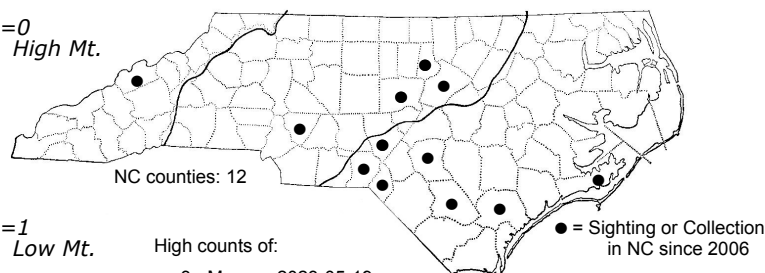 =0
High Mt.
NC counties: 12
=1
Low Mt.
High counts of:
● = Sighting or Collection
in NC since 2006